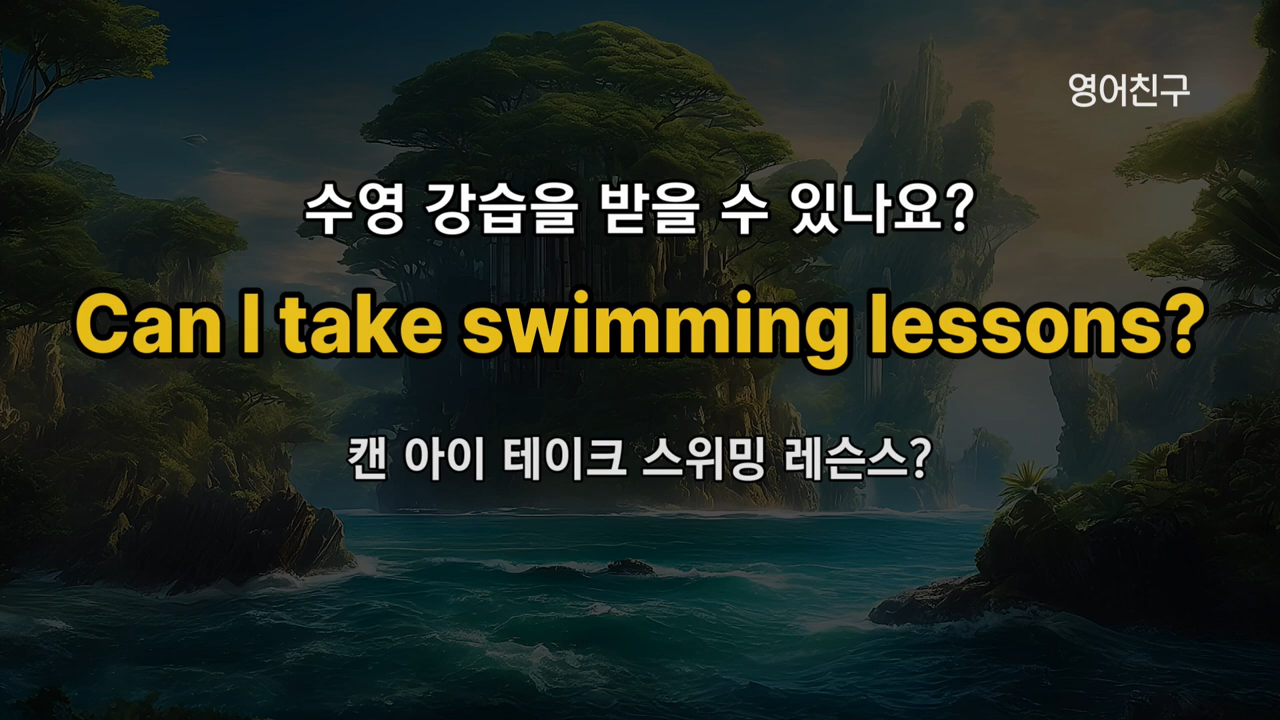 영어친구
수영 강습을 받을 수 있나요?
Can I take swimming lessons?
캔 아이 테이크 스위밍 레슨스?